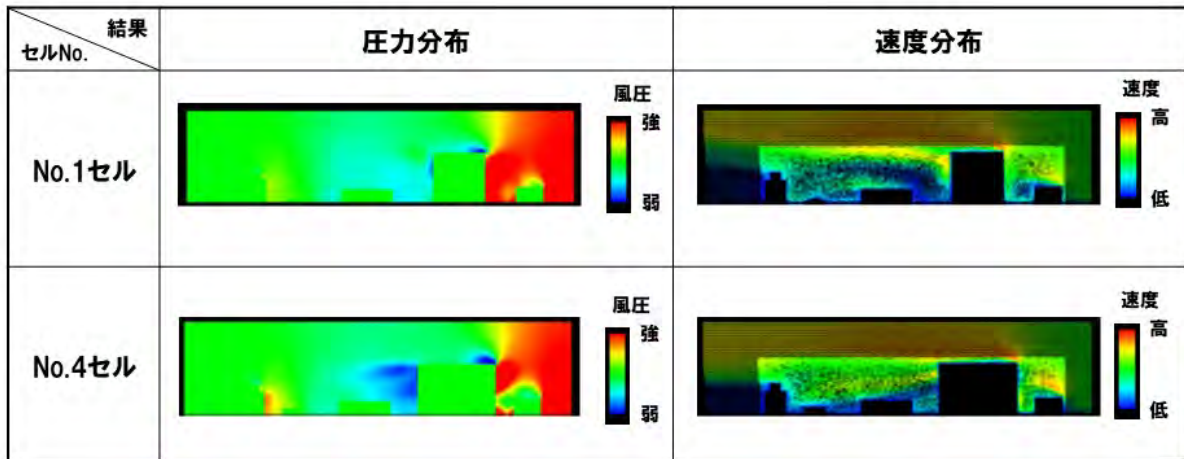 結果
セルNo.
圧力分布
速度分布
No.1セル
風圧
強
弱
速度
高
低
No.4セル
風圧
強
弱
速度
高
低